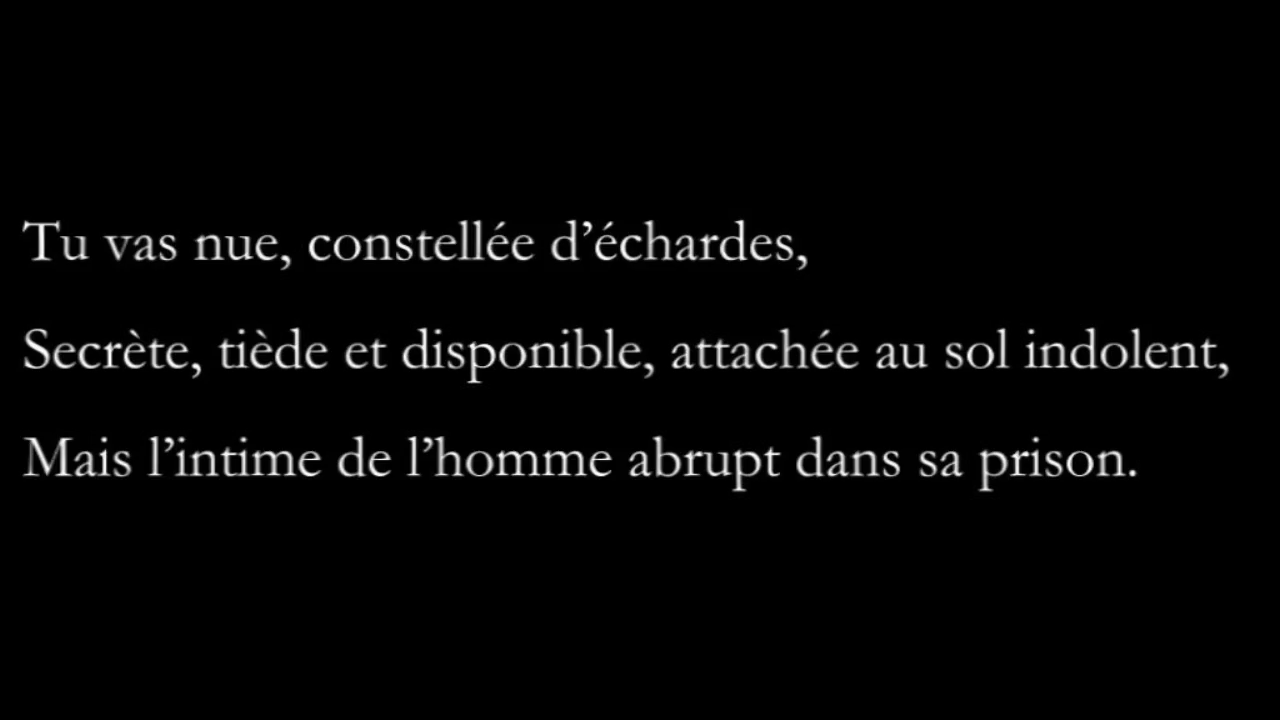 Tu vas nue, constellée d’échardes,
Secrète, tiède et disponible, attachée au sol indolent,
Mais l’intime de l’homme abrupt dans sa prison.